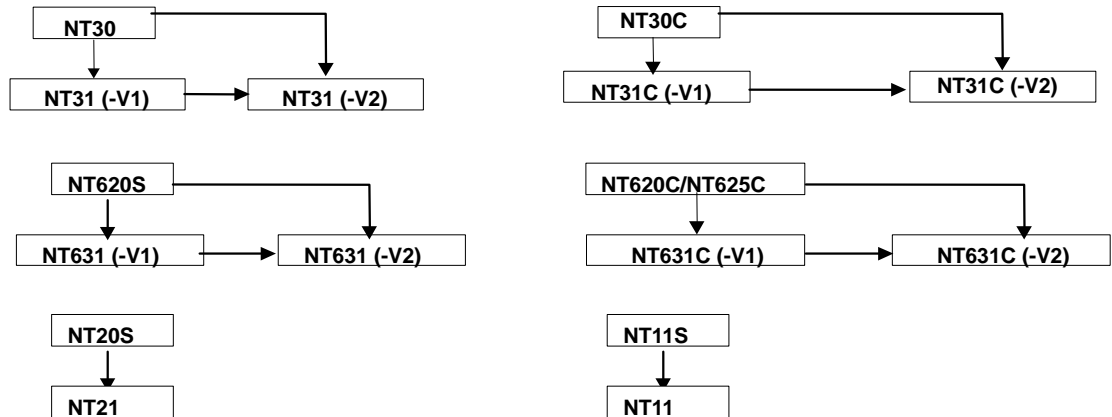 NT30
NT30C
NT31 (-V1)
NT31 (-V2)
NT31C (-V1)
NT31C (-V2)
NT620S
NT620C/NT625C
NT631 (-V1)
NT631 (-V2)
NT631C (-V1)
NT631C (-V2)
NT20S
NT11S
NT21
NT11